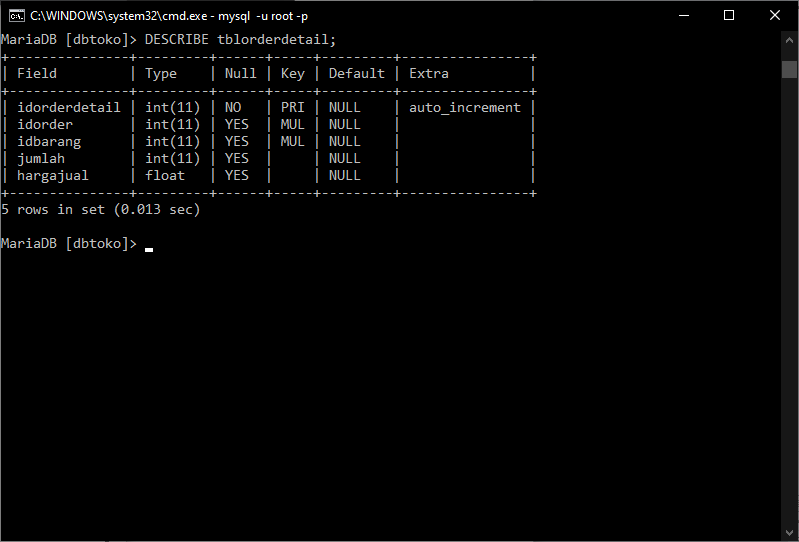 C:\WINDOWS\system32\cmd.exe - mysql -u root -p
MariaDB [dbtoko]> DESCRIBE tblorderdetail;
+---------------+---------+------+-----+---------+----------------+
| Field         | Type    | Null | Key | Default | Extra          |
+---------------+---------+------+-----+---------+----------------+
| idorderdetail | int(11) | NO   | PRI | NULL    | auto_increment |
| idorder       | int(11) | YES  | MUL | NULL    |                |
| idbarang      | int(11) | YES  | MUL | NULL    |                |
| jumlah        | int(11) | YES  |     | NULL    |                |
| hargajual     | float   | YES  |     | NULL    |                |
+---------------+---------+------+-----+---------+----------------+
5 rows in set (0.013 sec)
MariaDB [dbtoko]>